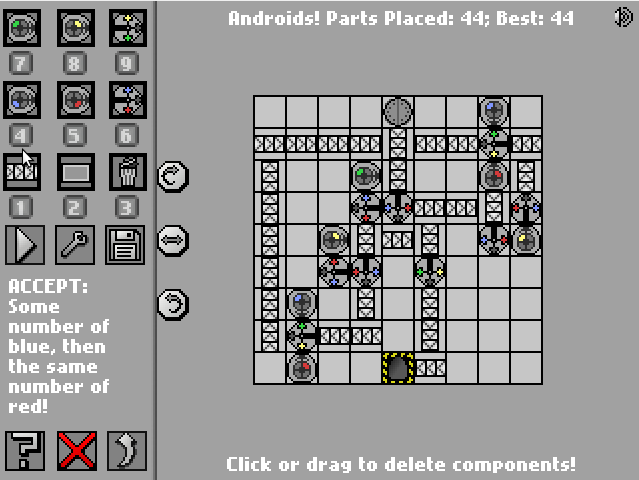 Androids! Parts Placed: 44; Best: 44
7 8 9
4 5 6
1 2 3
ACCEPT:
Some
number of
blue, then
the same
number of
red!
?
Click or drag to delete components!